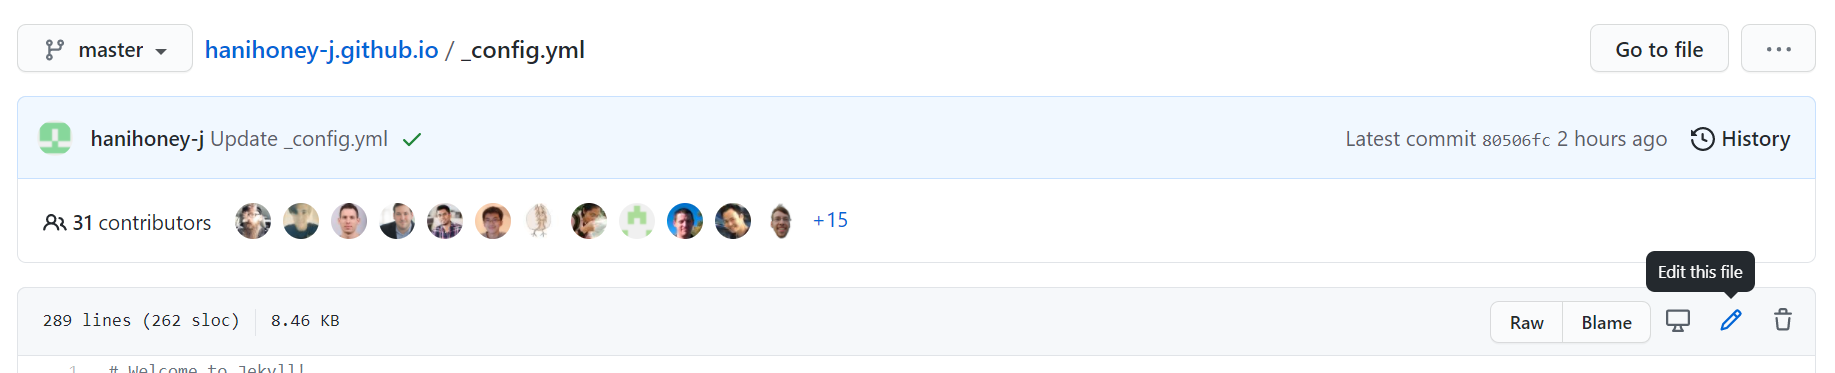 master hanihoney-j.github.io / _config.yml Go to file ...
hanihoney-j Update _config.yml Latest commit 80506fc 2 hours ago History
31 contributors +15
Edit this file
289 lines (262 sloc) 8.46 KB Raw Blame
1 # Welcome to Jekyll!